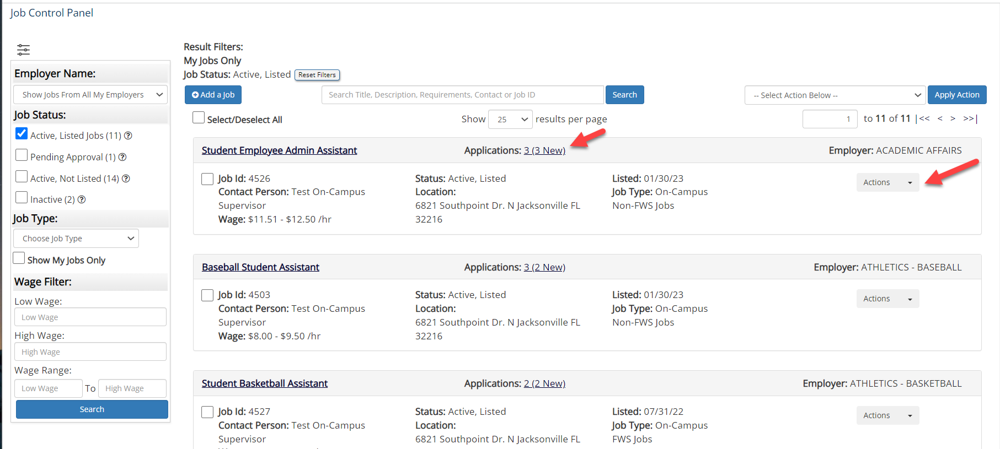 Job Control Panel
Employer Name:
Show Jobs From All My Employers
Job Status:
Active, Listed Jobs (11)
Pending Approval (1)
Active, Not Listed (14)
Inactive (2)
Job Type:
Choose Job Type
Show My Jobs Only
Wage Filter:
Low Wage:
Low Wage
High Wage:
High Wage
Wage Range:
Low Wage To High Wage
Search
Result Filters:
My Jobs Only
Job Status: Active, Listed Reset Filters
Add a Job Search Title, Description, Requirements, Contact or Job ID Search -- Select Action Below -- Apply Action
Select/Deselect All Show 25 results per page 1 to 11 of 11 |<< < > >>|
Student Employee Admin Assistant Applications: 3 (3 New) Employer: ACADEMIC AFFAIRS
Job Id: 4526
Contact Person: Test On-Campus
Supervisor
Wage: $11.51 - $12.50 /hr
Status: Active, Listed
Location:
6821 Southpoint Dr. N Jacksonville FL
32216
Listed: 01/30/23
Job Type: On-Campus
Non-FWS Jobs
Actions
Baseball Student Assistant Applications: 3 (2 New) Employer: ATHLETICS - BASEBALL
Job Id: 4503
Contact Person: Test On-Campus
Supervisor
Wage: $8.00 - $9.50 /hr
Status: Active, Listed
Location:
6821 Southpoint Dr. N Jacksonville FL
32216
Listed: 01/30/23
Job Type: On-Campus
Non-FWS Jobs
Actions
Student Basketball Assistant Applications: 2 (2 New) Employer: ATHLETICS - BASKETBALL
Job Id: 4527
Contact Person: Test On-Campus
Supervisor
Status: Active, Listed
Location:
6821 Southpoint Dr. N Jacksonville FL
Listed: 07/31/22
Job Type: On-Campus
FWS Jobs
Actions